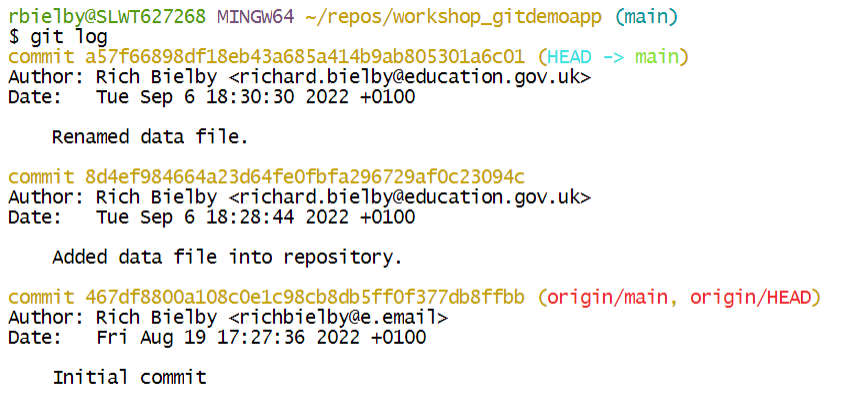 rbielby@SLWT627268 MINGW64 ~/repos/workshop_gitdemoapp (main)
$ git log
commit a57f66898df18eb43a685a414b9ab805301a6c01 (HEAD -> main)
Author: Rich Bielby <richard.bielby@education.gov.uk>
Date:   Tue Sep 6 18:30:30 2022 +0100

    Renamed data file.

commit 8d4ef984664a23d64fe0fbfa296729af0c23094c
Author: Rich Bielby <richard.bielby@education.gov.uk>
Date:   Tue Sep 6 18:28:44 2022 +0100

    Added data file into repository.

commit 467df8800a108c0e1c98cb8db5ff0f377db8ffbb (origin/main, origin/HEAD)
Author: Rich Bielby <richbielby@e.email>
Date:   Fri Aug 19 17:27:36 2022 +0100

    Initial commit